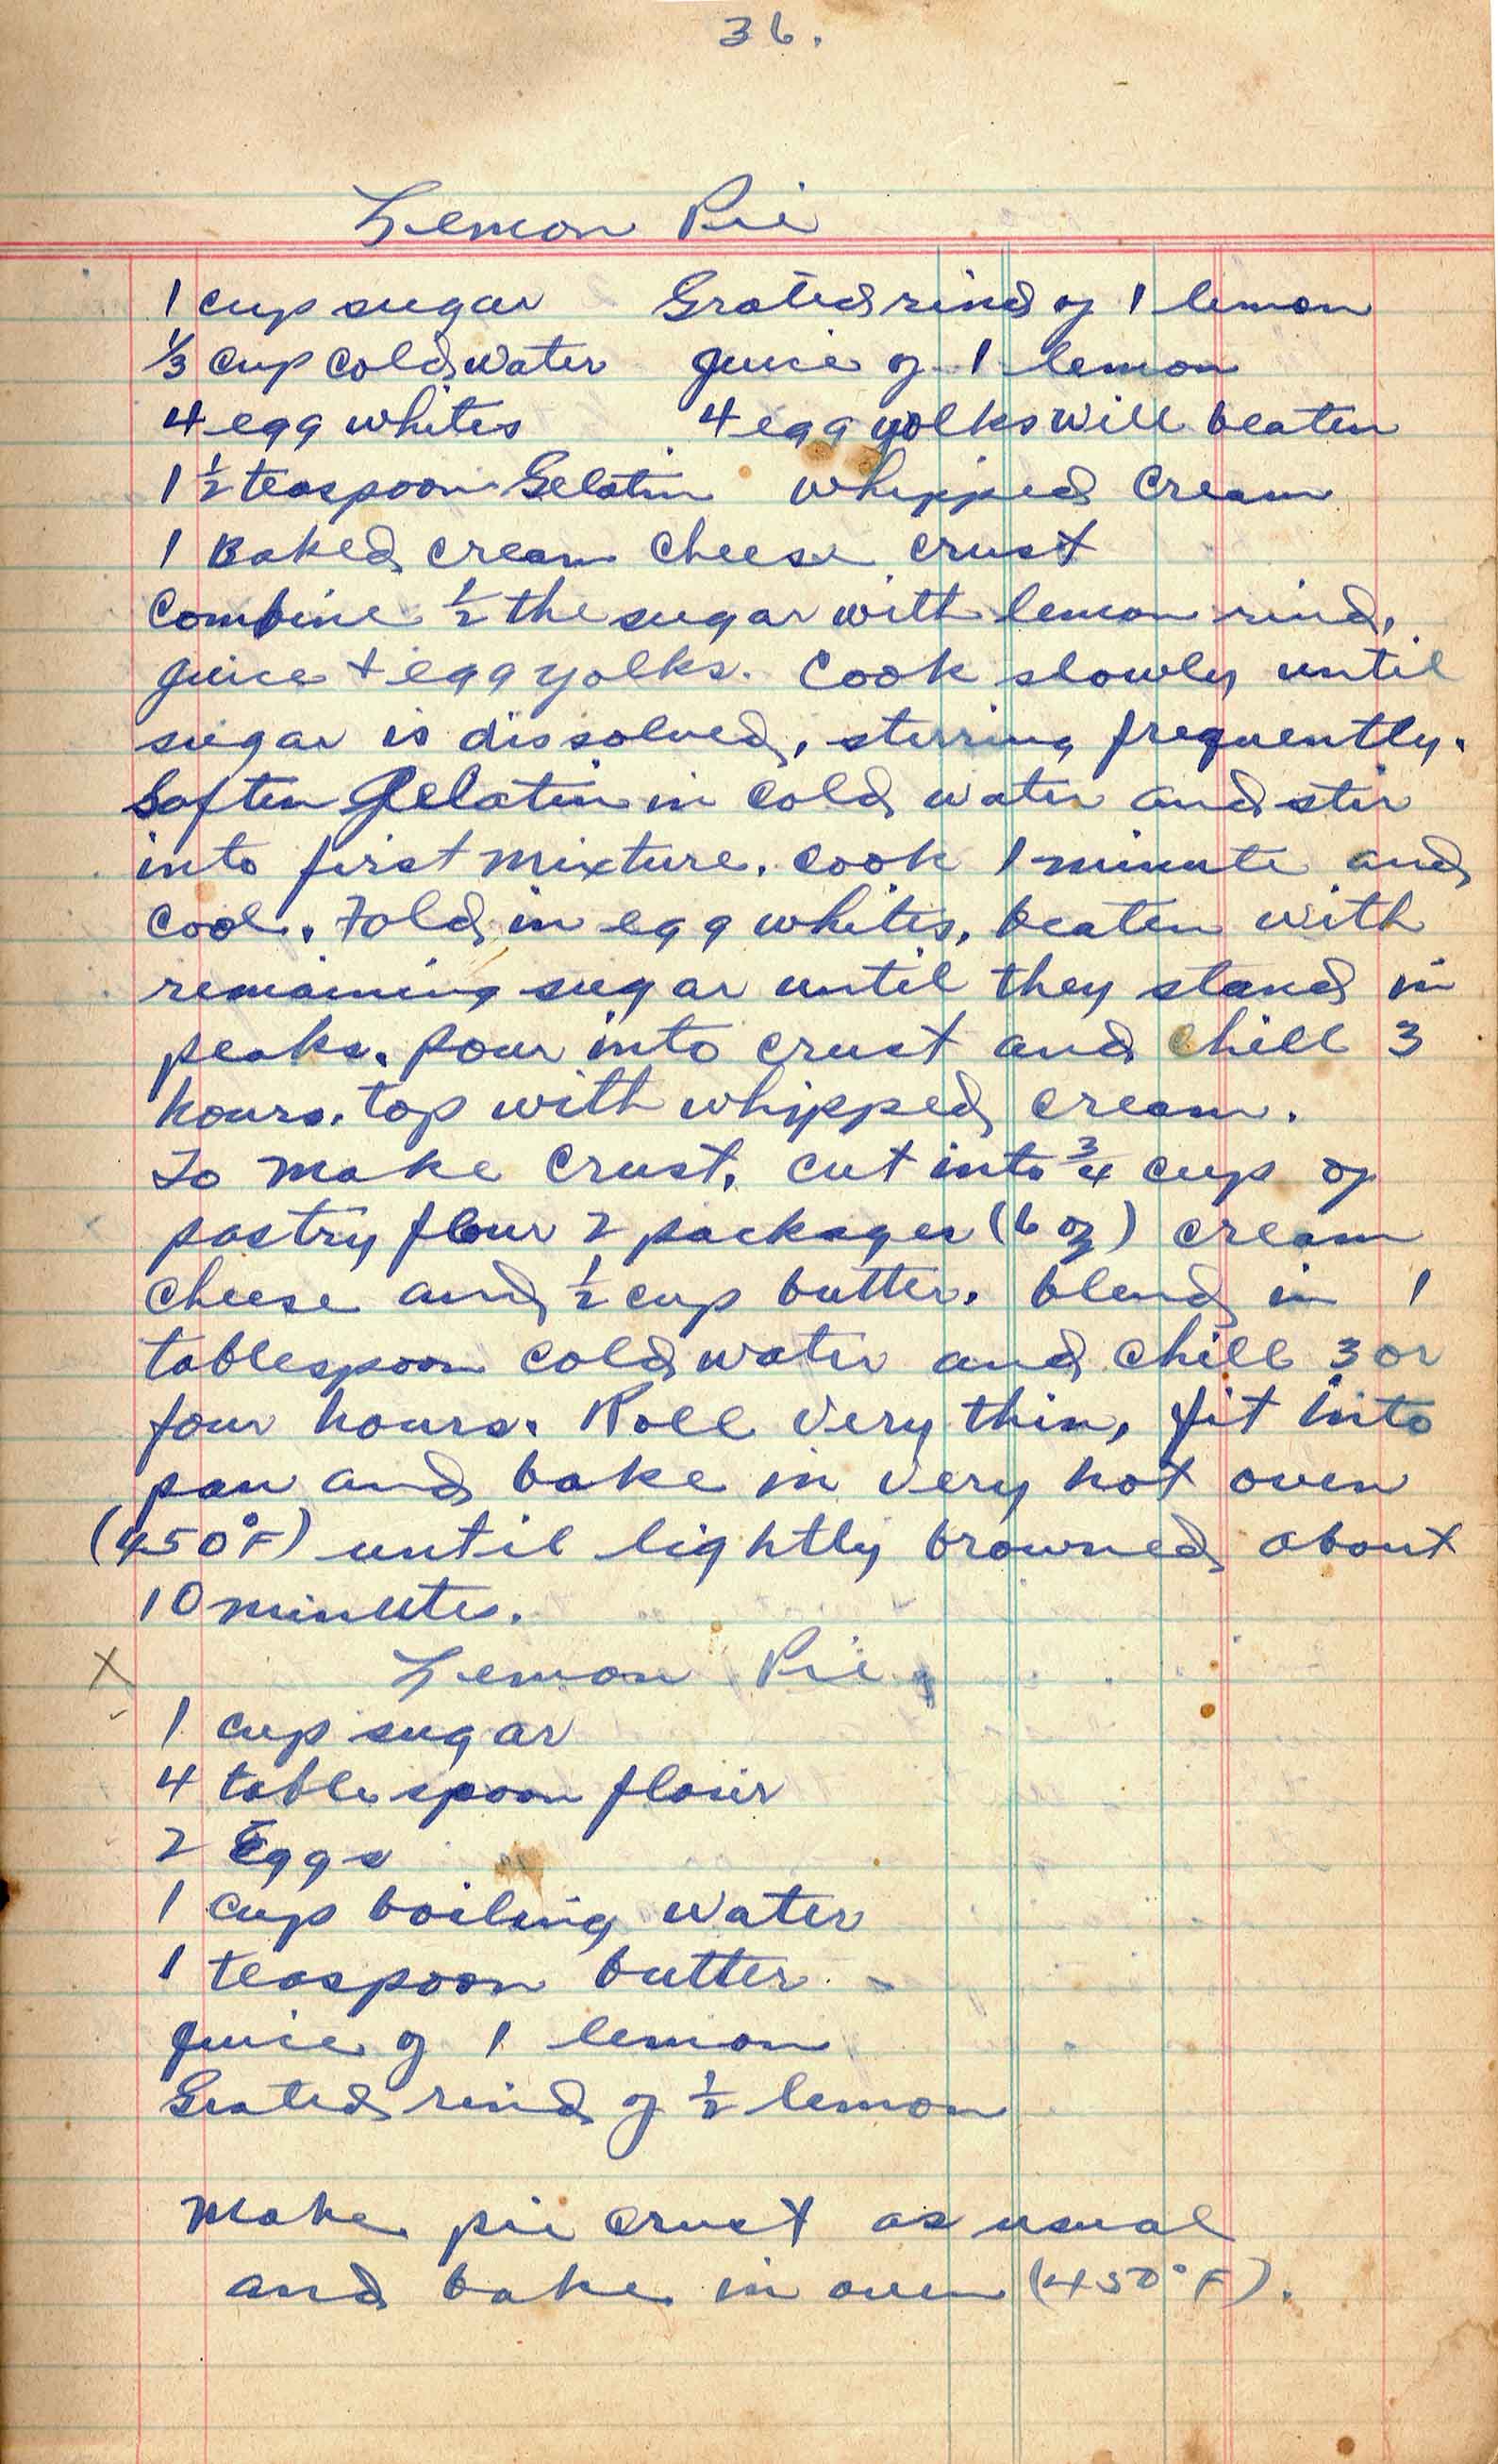 36.
Lemon Pie
1 cup sugar Grated rind of 1 lemon
1/3 cup cold water juice of 1 lemon
4 egg whites 4 egg yolks well beaten
1 1/2 teaspoon Gelatin whipped cream
1 Baked cream cheese crust
Combine 1/2 the sugar with lemon rind,
juice + egg yolks. Cook slowly until
sugar is dissolved, stirring frequently.
Soften Gelatin in cold water and stir
into first mixture. Cook 1 minute and
cool. Fold in egg whites, beaten with
remaining sugar until they stand in
peaks. Pour into crust and chill 3
hours. top with whipped cream.
To make crust, cut into 3/4 cup of
pastry flour 2 packages (6 oz) cream
cheese and 1/2 cup butter. blend in 1
tablespoon cold water and chill 3 or
four hours. Roll very thin, fit into
pan and bake in very hot oven
(450°F) until lightly browned about
10 minutes.
X Lemon Pie
1 cup sugar
4 tablespoon flour
2 Eggs
1 cup boiling water
1 teaspoon butter
juice of 1 lemon
Grated rind of 1/2 lemon
Make pie crust as usual
and bake in oven (450°F).